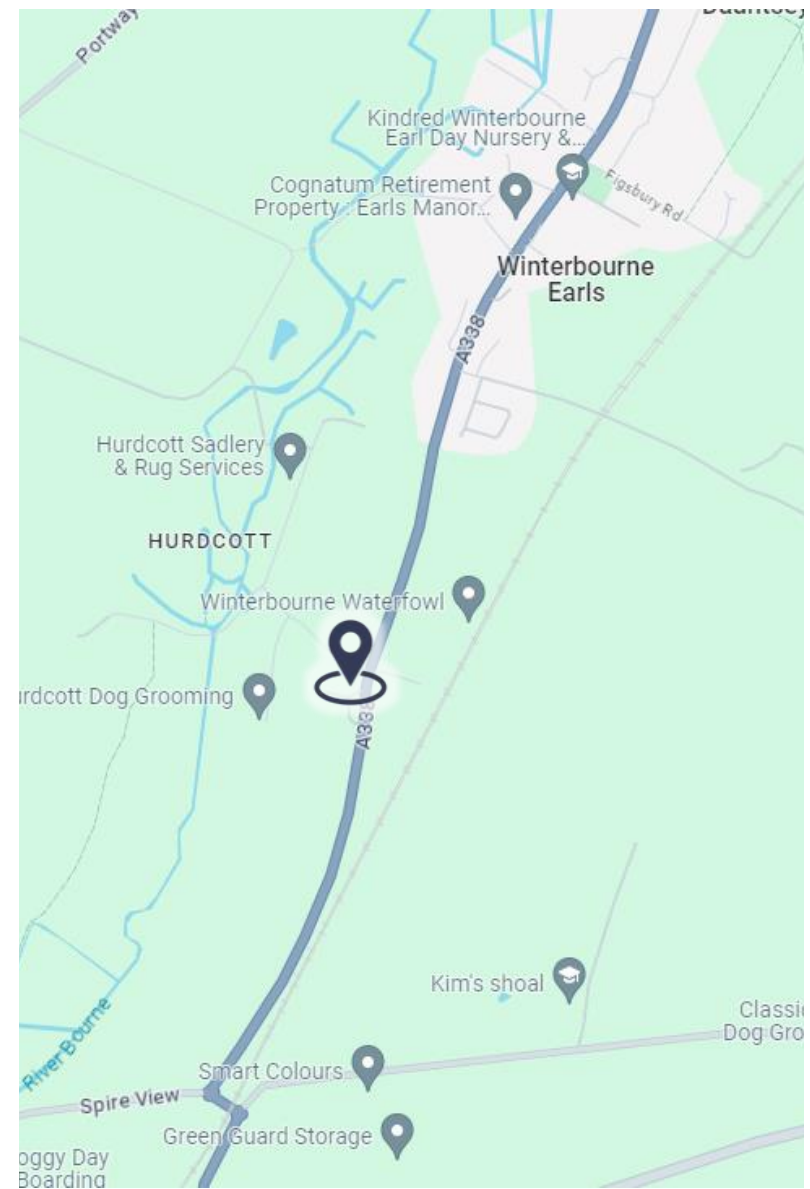 Portway
Kindred Winterbourne
Earl Day Nursery &...
Cognatum Retirement
Property : Earls Manor...
Figsbury Rd
Winterbourne
Earls
A338
Hurdcott Sadlery
& Rug Services
HURDCOTT
Winterbourne Waterfowl
urdcott Dog Grooming
A338
Kim's shoal
Classic
Dog Gro
River Bourne
Smart Colours
Spire View
Green Guard Storage
oggy Day
Boarding